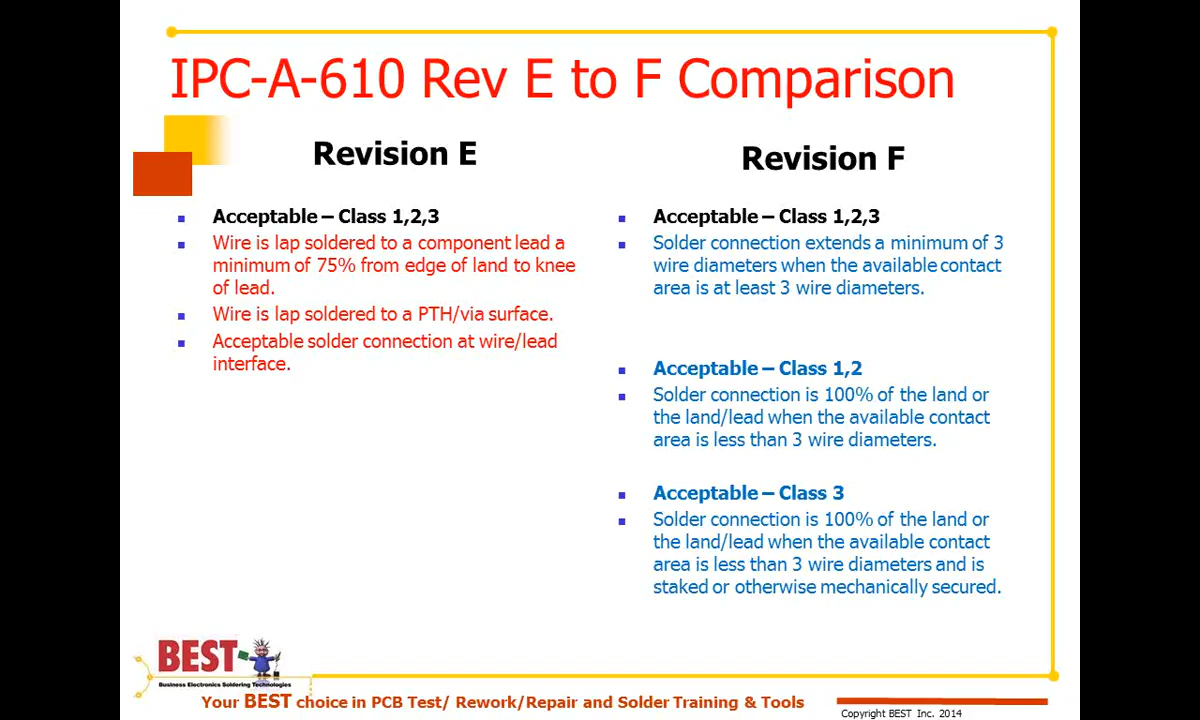 IPC-A-610 Rev E to F Comparison
Revision E
Acceptable – Class 1,2,3
Wire is lap soldered to a component lead a
minimum of 75% from edge of land to knee
of lead.
Wire is lap soldered to a PTH/via surface.
Acceptable solder connection at wire/lead
interface.
Revision F
Acceptable – Class 1,2,3
Solder connection extends a minimum of 3
wire diameters when the available contact
area is at least 3 wire diameters.
Acceptable – Class 1,2
Solder connection is 100% of the land or
the land/lead when the available contact
area is less than 3 wire diameters.
Acceptable – Class 3
Solder connection is 100% of the land or
the land/lead when the available contact
area is less than 3 wire diameters and is
staked or otherwise mechanically secured.
BEST
Business Electronics Soldering Technologies
Your BEST choice in PCB Test/ Rework/Repair and Solder Training & Tools
Copyright BEST Inc. 2014